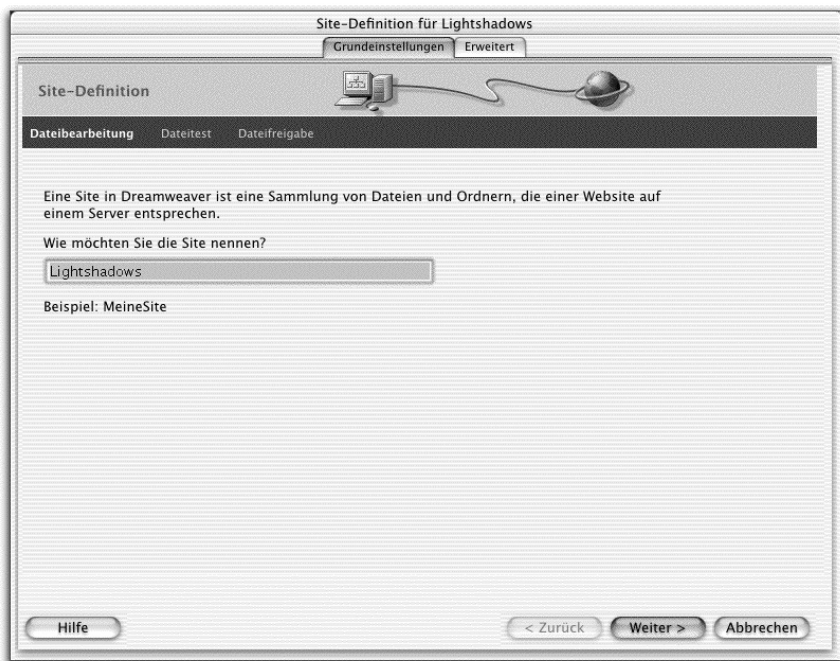 Site-Definition für Lightshadows
Grundeinstellungen Erweitert
Site-Definition
Dateibearbeitung Dateitest Dateifreigabe
Eine Site in Dreamweaver ist eine Sammlung von Dateien und Ordnern, die einer Website auf
einem Server entsprechen.
Wie möchten Sie die Site nennen?
Lightshadows
Beispiel: MeineSite
Hilfe < Zurück Weiter > Abbrechen